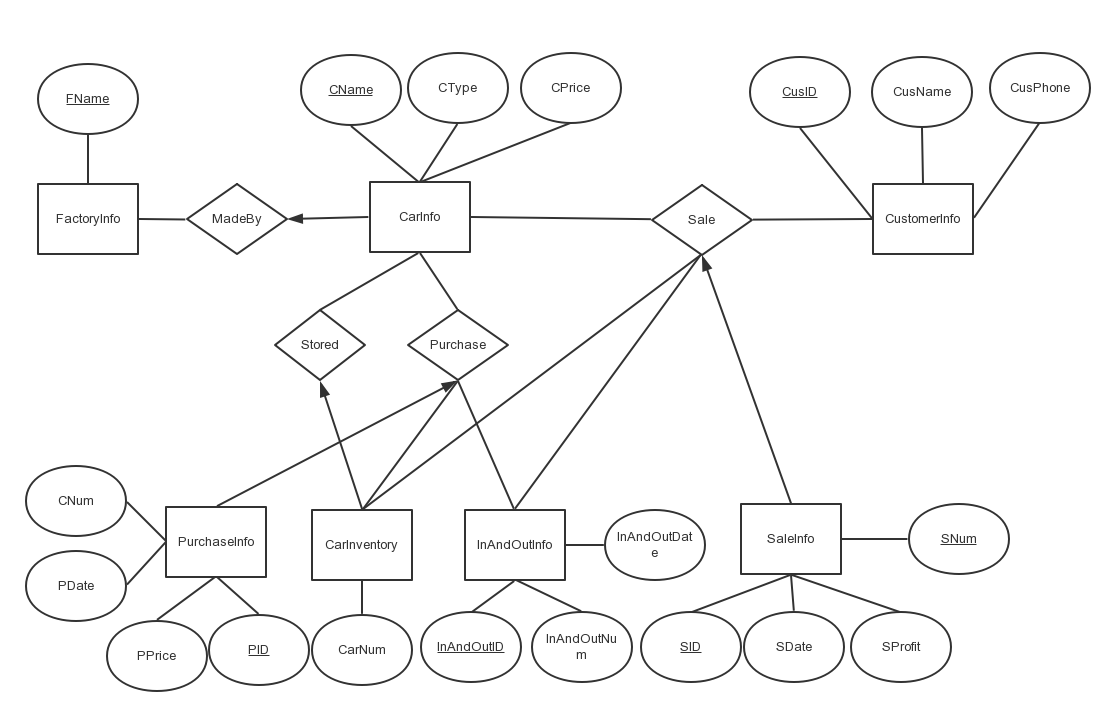 FName
CName
CType
CPrice
CusID
CusName
CusPhone
FactoryInfo
MadeBy
CarInfo
Sale
CustomerInfo
Stored
Purchase
CNum
PDate
PurchaseInfo
CarInventory
InAndOutInfo
InAndOutDat
e
SaleInfo
SNum
PPrice
PID
CarNum
InAndOutID
InAndOutNu
m
SID
SDate
SProfit